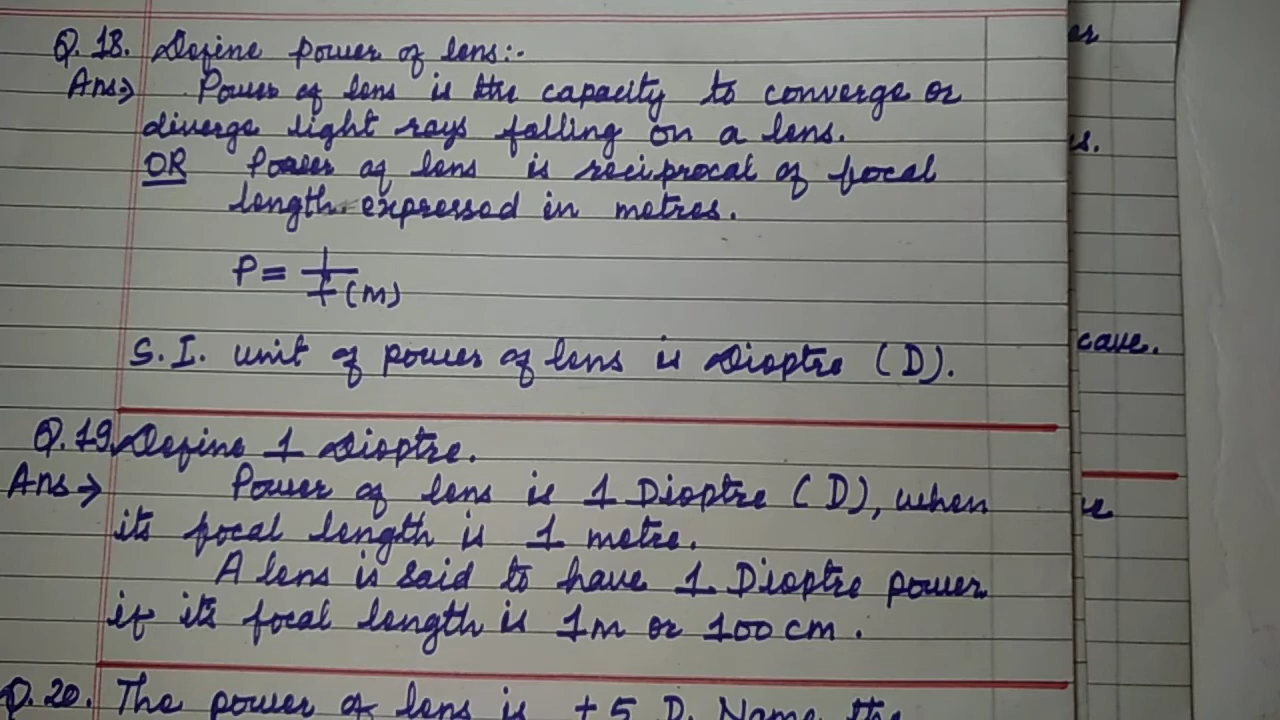 Q.18. Define power of lens:-
Ans⇒ Power of lens is the capacity to converge or
diverge light rays falling on a lens.
OR Power of lens is reciprocal of focal
length expressed in metres.
P = 1/f (m)
S.I. unit of power of lens is Dioptre (D).
Q.19. Define 1 Dioptre.
Ans → Power of lens is 1 Dioptre (D), when
its focal length is 1 metre.
A lens is said to have 1 Dioptre power
if its focal length is 1m or 100 cm.
Q.20. The power of lens is +5 D. Name the
cave.